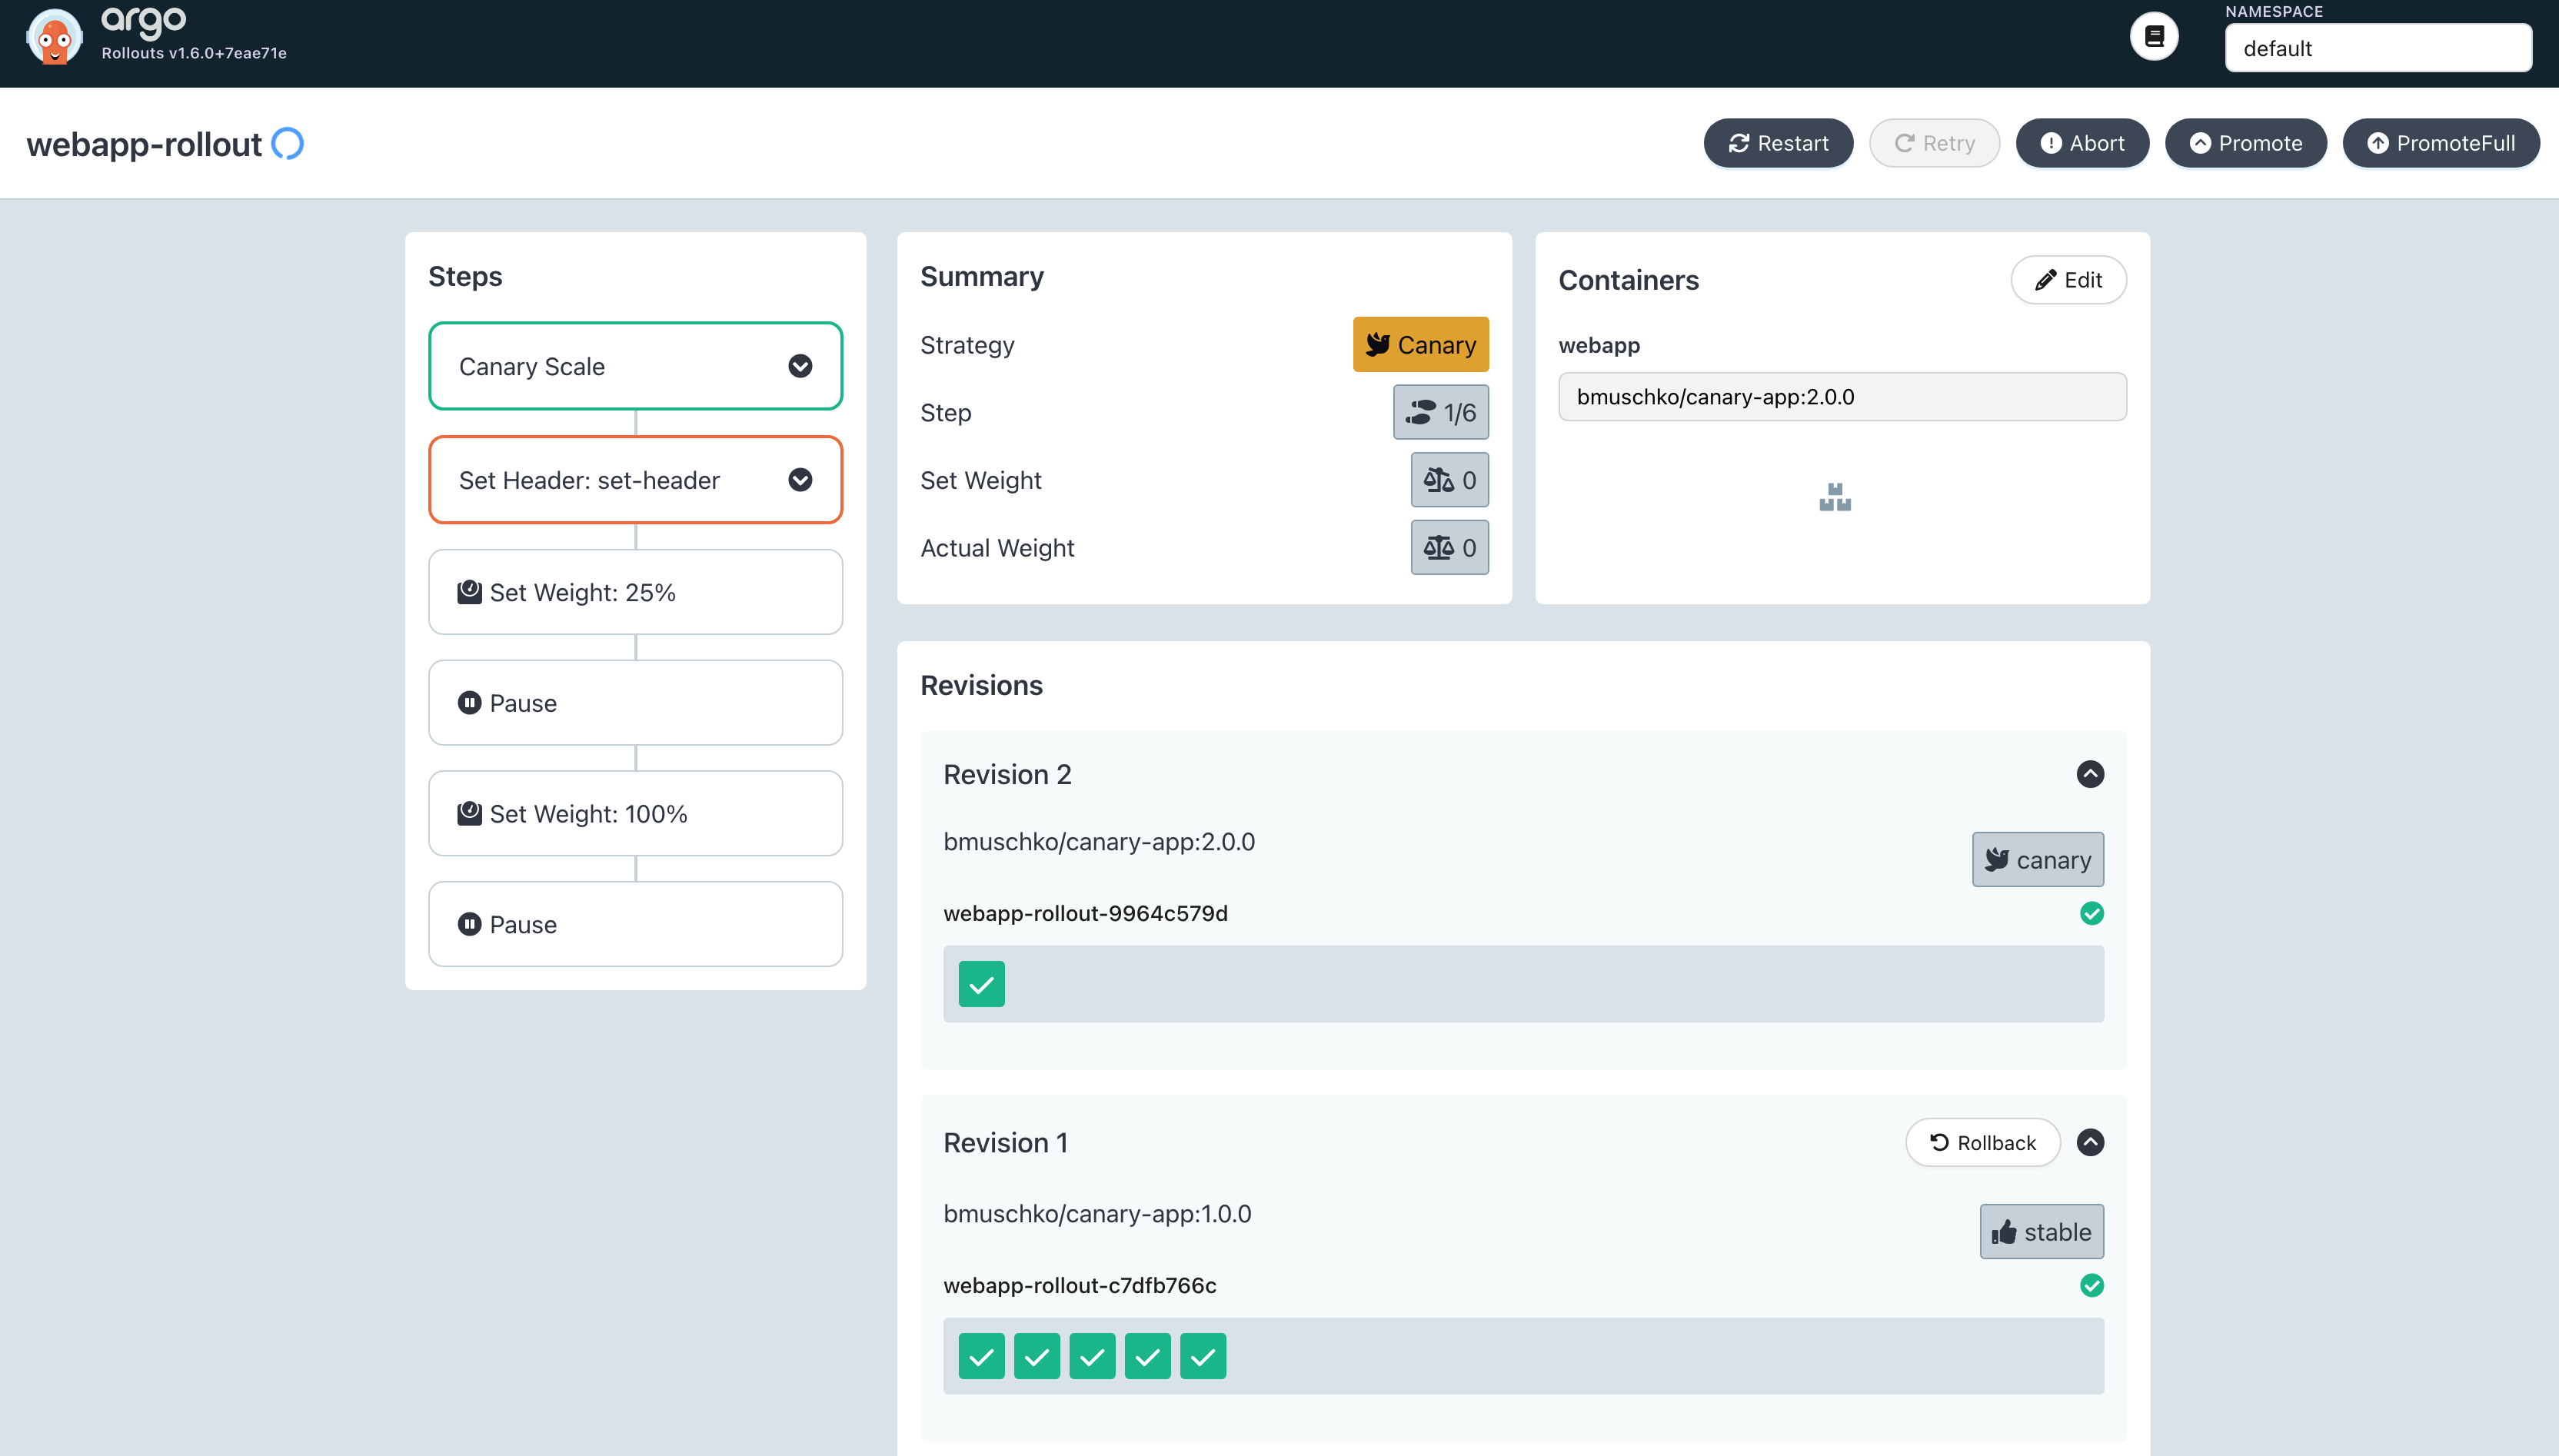 argo
Rollouts v1.6.0+7eae71e
NAMESPACE
default
webapp-rollout
Restart
Retry
Abort
Promote
PromoteFull
Steps
Canary Scale
Set Header: set-header
Set Weight: 25%
Pause
Set Weight: 100%
Pause
Summary
Strategy
Canary
Step
1/6
Set Weight
0
Actual Weight
0
Containers
Edit
webapp
bmuschko/canary-app:2.0.0
Revisions
Revision 2
bmuschko/canary-app:2.0.0
canary
webapp-rollout-9964c579d
Revision 1
Rollback
bmuschko/canary-app:1.0.0
stable
webapp-rollout-c7dfb766c